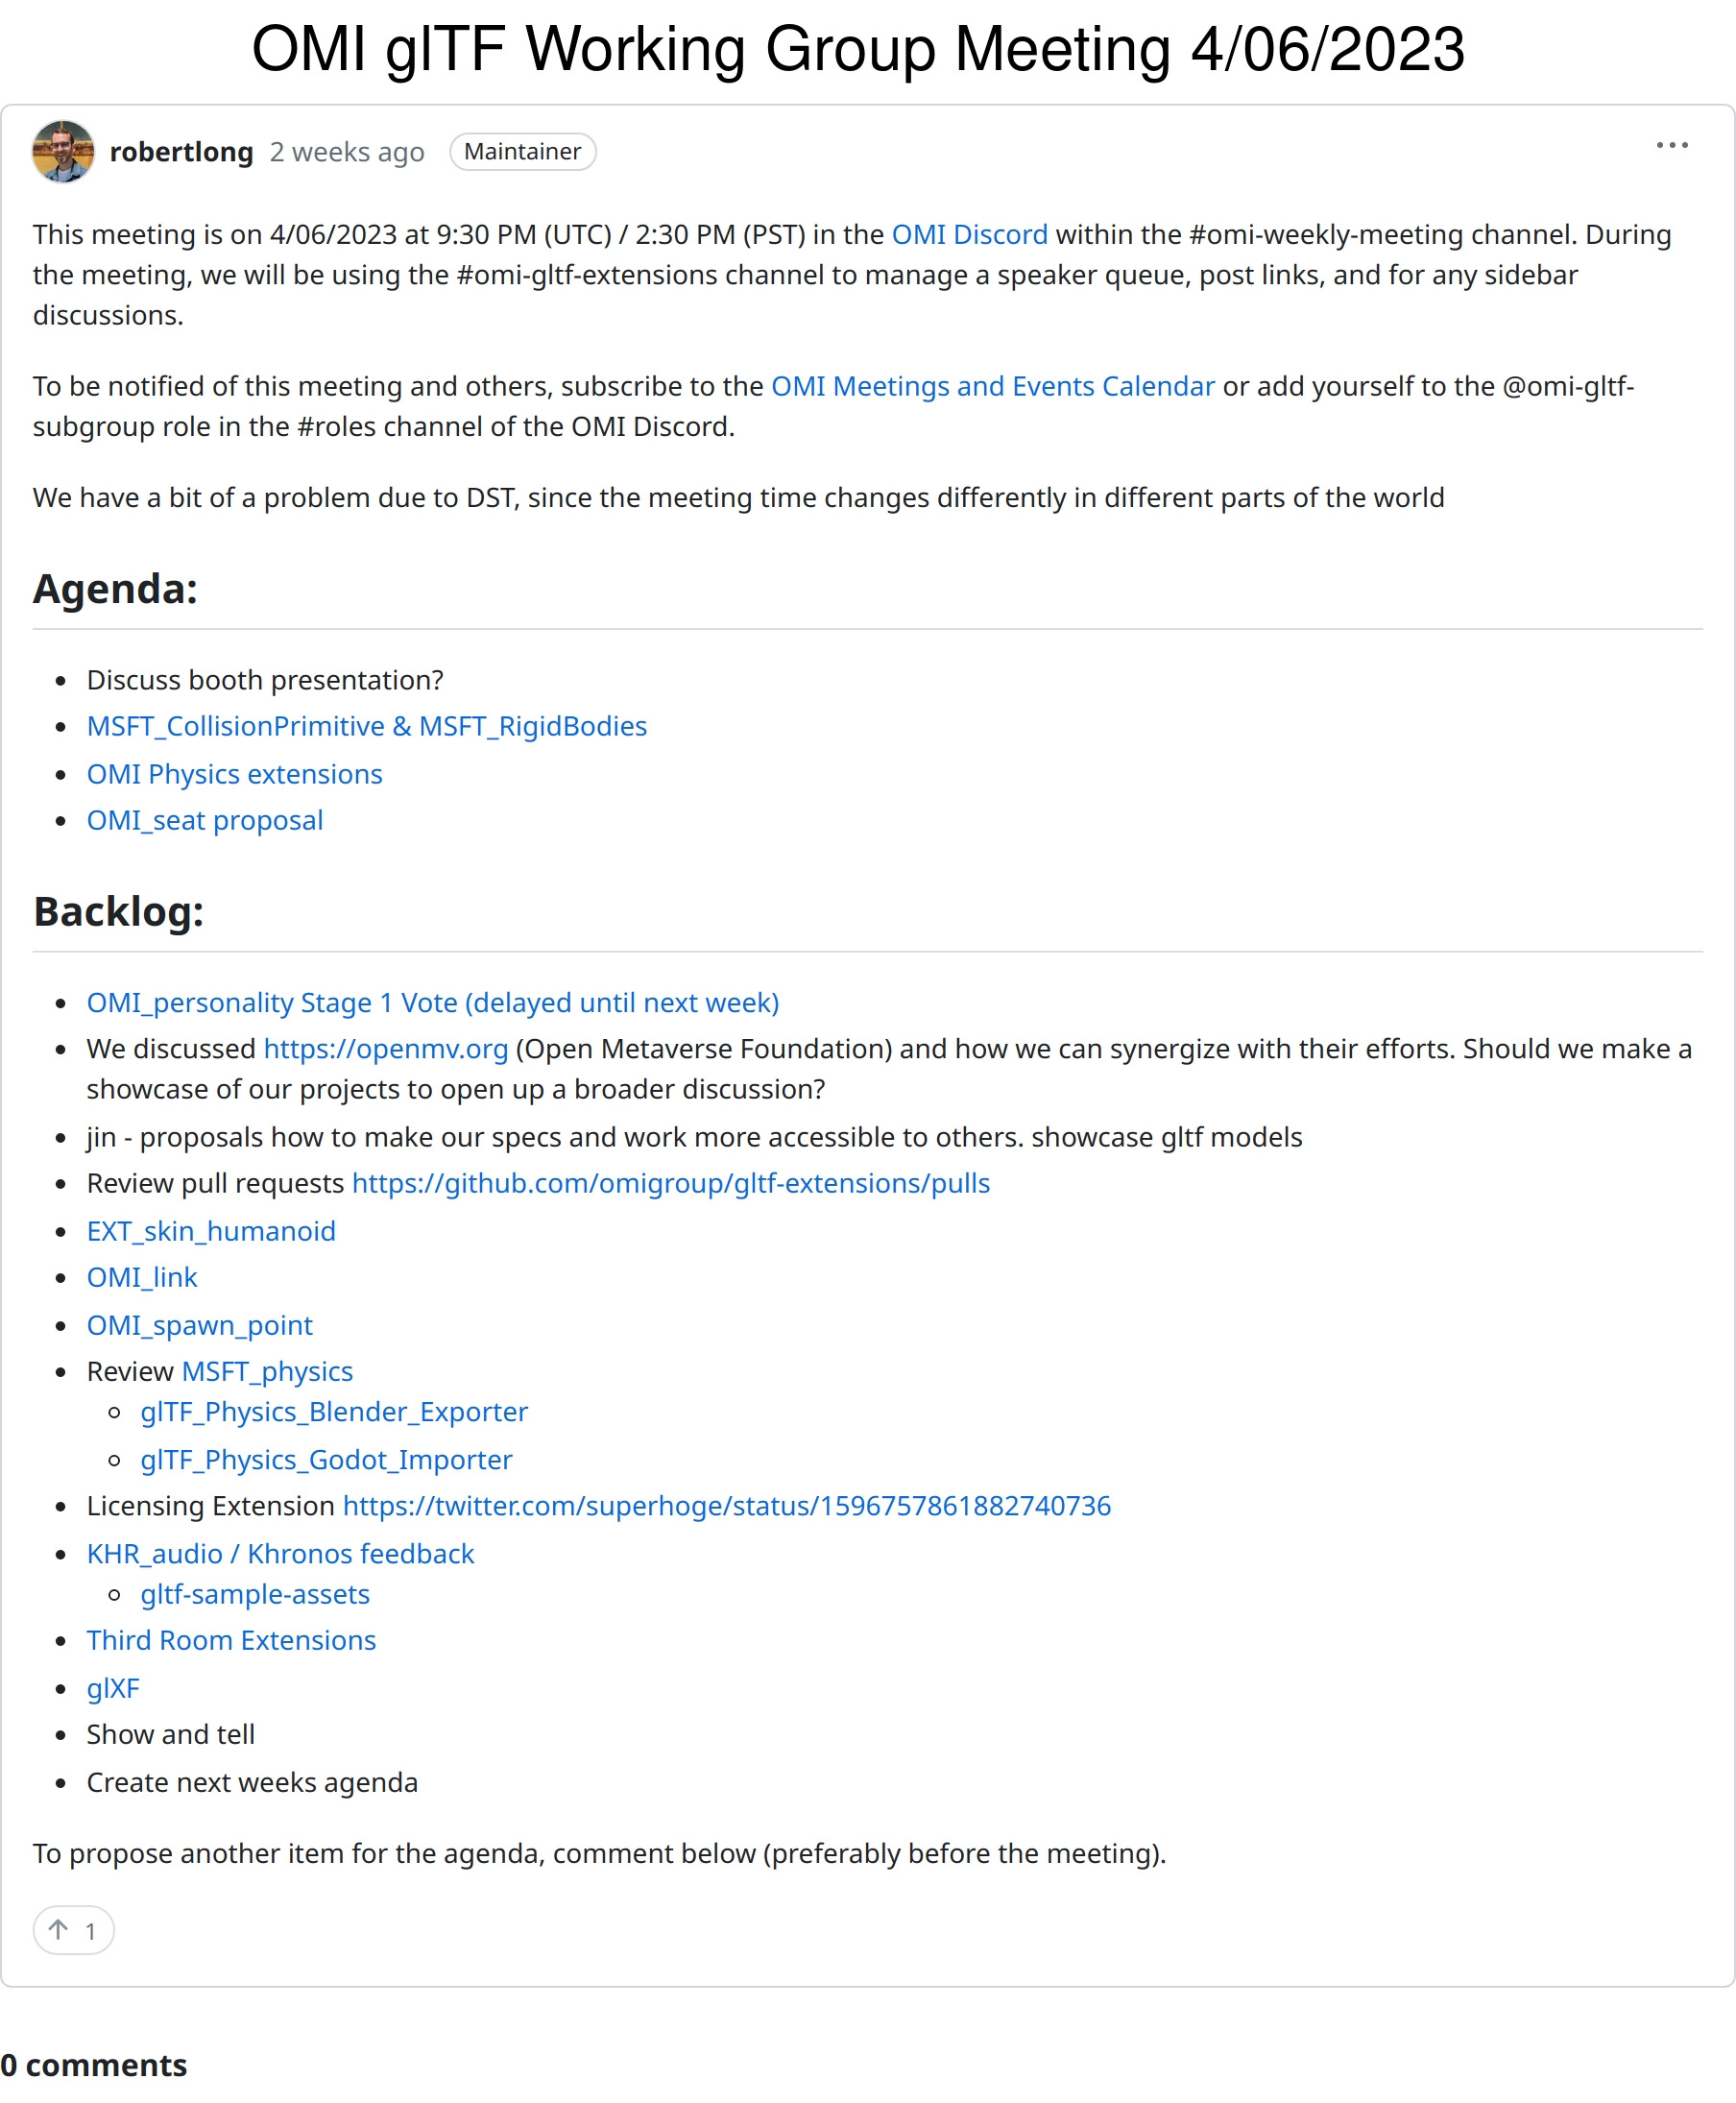 OMI glTF Working Group Meeting 4/06/2023
robertlong 2 weeks ago Maintainer
This meeting is on 4/06/2023 at 9:30 PM (UTC) / 2:30 PM (PST) in the OMI Discord within the #omi-weekly-meeting channel. During
the meeting, we will be using the #omi-gltf-extensions channel to manage a speaker queue, post links, and for any sidebar
discussions.
To be notified of this meeting and others, subscribe to the OMI Meetings and Events Calendar or add yourself to the @omi-gltf-
subgroup role in the #roles channel of the OMI Discord.
We have a bit of a problem due to DST, since the meeting time changes differently in different parts of the world
Agenda:
Discuss booth presentation?
MSFT_CollisionPrimitive & MSFT_RigidBodies
OMI Physics extensions
OMI_seat proposal
Backlog:
OMI_personality Stage 1 Vote (delayed until next week)
We discussed https://openmv.org (Open Metaverse Foundation) and how we can synergize with their efforts. Should we make a
showcase of our projects to open up a broader discussion?
jin - proposals how to make our specs and work more accessible to others. showcase gltf models
Review pull requests https://github.com/omigroup/gltf-extensions/pulls
EXT_skin_humanoid
OMI_link
OMI_spawn_point
Review MSFT_physics
glTF_Physics_Blender_Exporter
glTF_Physics_Godot_Importer
Licensing Extension https://twitter.com/superhoge/status/1596757861882740736
KHR_audio / Khronos feedback
gltf-sample-assets
Third Room Extensions
glXF
Show and tell
Create next weeks agenda
To propose another item for the agenda, comment below (preferably before the meeting).
1
0 comments